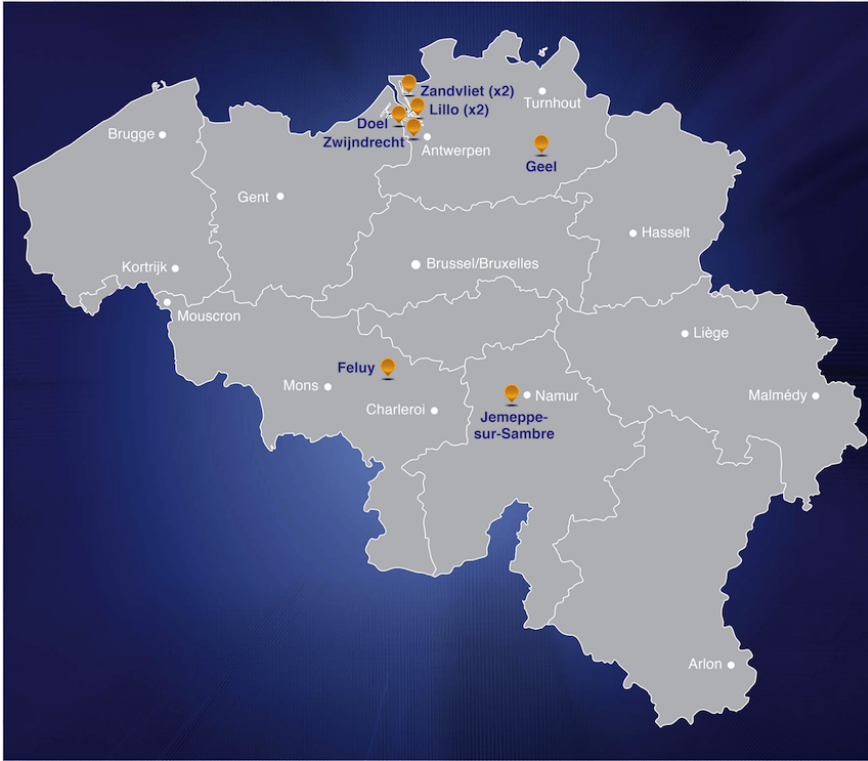 Zandvliet (x2)
Turnhout
Lillo (x2)
Doel
Brugge
Zwijndrecht
Antwerpen
Geel
Gent
Hasselt
Brussel/Bruxelles
Kortrijk
Mouscron
Liège
Feluy
Mons
Namur
Malmédy
Charleroi
Jemeppe-
sur-Sambre
Arlon